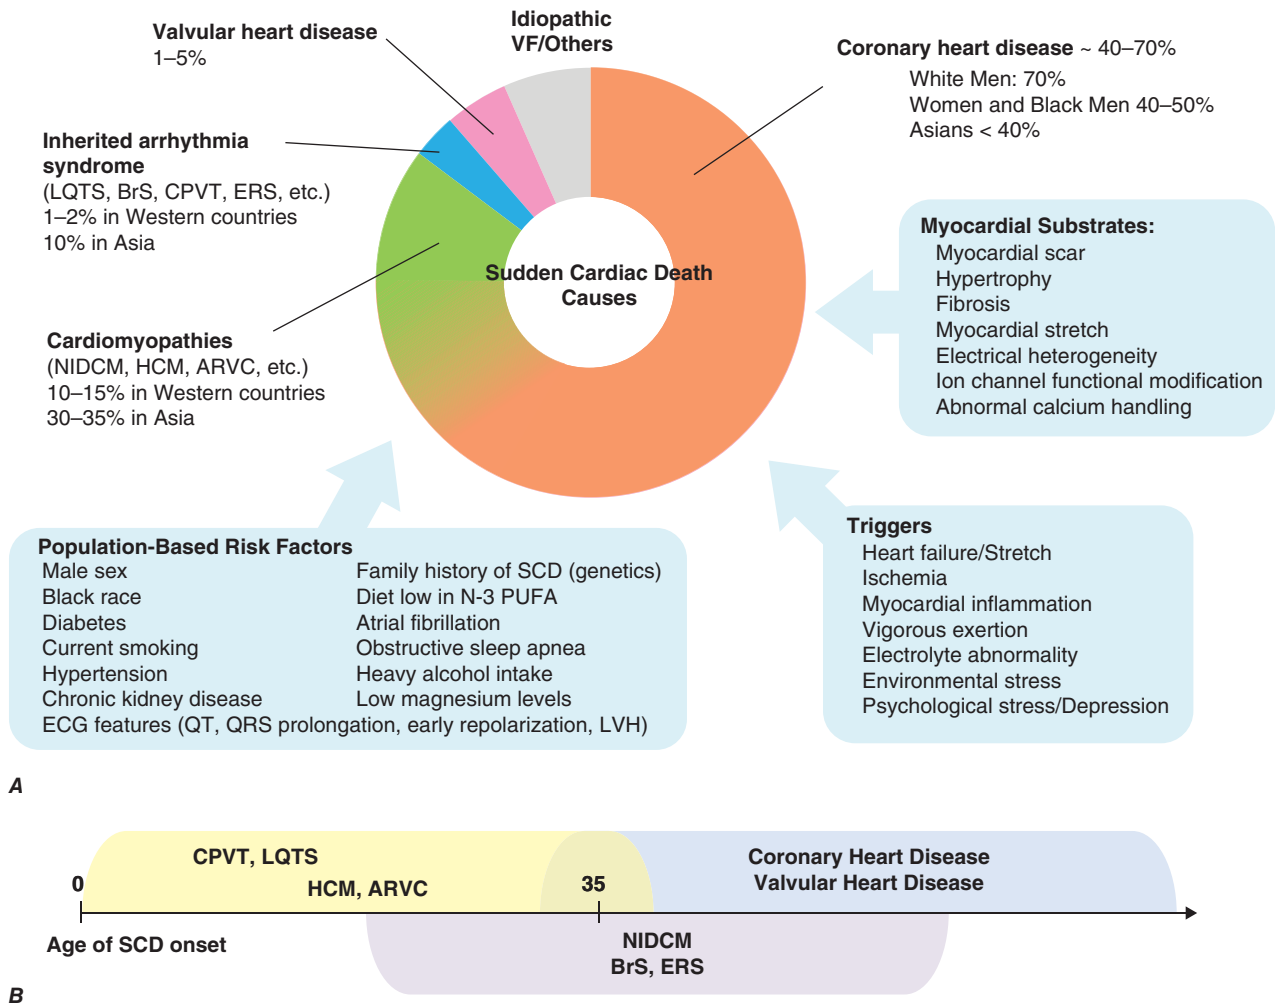 Valvular heart disease
1–5%
Idiopathic
VF/Others
Coronary heart disease ~ 40–70%
White Men: 70%
Women and Black Men 40–50%
Asians < 40%
Inherited arrhythmia
syndrome
(LQTS, BrS, CPVT, ERS, etc.)
1–2% in Western countries
10% in Asia
Sudden Cardiac Death
Causes
Cardiomyopathies
(NIDCM, HCM, ARVC, etc.)
10–15% in Western countries
30–35% in Asia
Myocardial Substrates:
Myocardial scar
Hypertrophy
Fibrosis
Myocardial stretch
Electrical heterogeneity
Ion channel functional modification
Abnormal calcium handling
Population-Based Risk Factors
Male sex
Black race
Diabetes
Current smoking
Hypertension
Chronic kidney disease
Family history of SCD (genetics)
Diet low in N-3 PUFA
Atrial fibrillation
Obstructive sleep apnea
Heavy alcohol intake
Low magnesium levels
ECG features (QT, QRS prolongation, early repolarization, LVH)
Triggers
Heart failure/Stretch
Ischemia
Myocardial inflammation
Vigorous exertion
Electrolyte abnormality
Environmental stress
Psychological stress/Depression
A
CPVT, LQTS
HCM, ARVC
0
35
Coronary Heart Disease
Valvular Heart Disease
Age of SCD onset
NIDCM
BrS, ERS
B